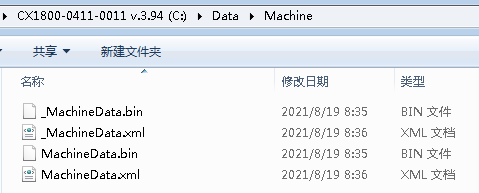 CX1800-0411-0011 v.3.94 (C:) Data Machine
共享 新建文件夹
名称 修改日期 类型
_MachineData.bin 2021/8/19 8:35 BIN 文件
_MachineData.xml 2021/8/19 8:36 XML 文档
MachineData.bin 2021/8/19 8:35 BIN 文件
MachineData.xml 2021/8/19 8:36 XML 文档